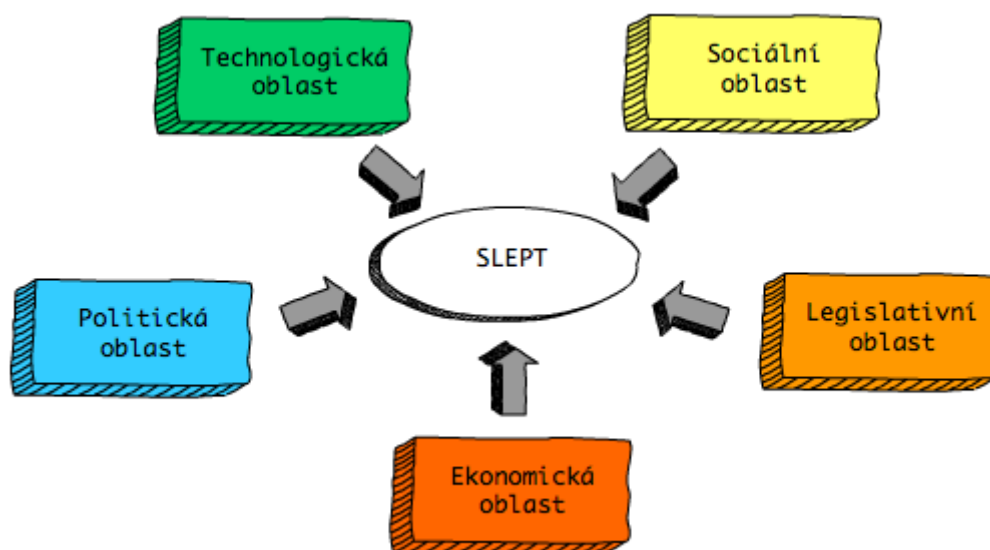 Technologická
oblast
Sociální
oblast
SLEPT
Politická
oblast
Legislativní
oblast
Ekonomická
oblast